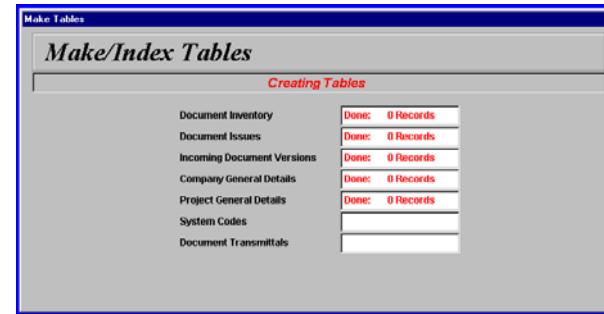 Make Tables
Make/Index Tables
Creating Tables
Document Inventory Done: 0 Records
Document Issues Done: 0 Records
Incoming Document Versions Done: 0 Records
Company General Details Done: 0 Records
Project General Details Done: 0 Records
System Codes
Document Transmittals